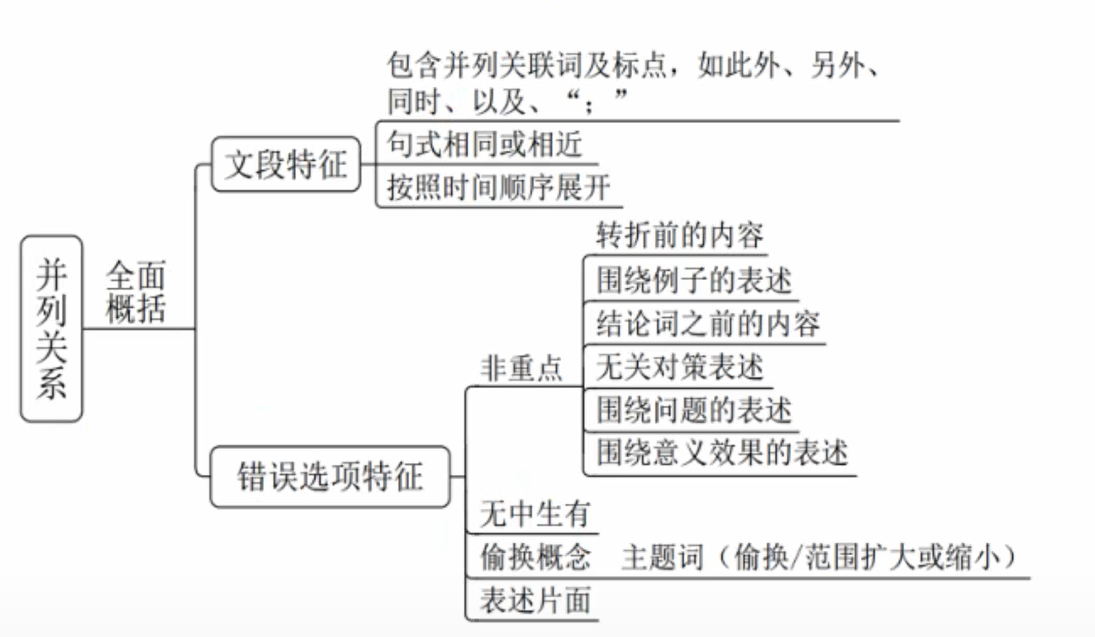 包含并列关联词及标点，如此外、另外、
同时、以及、“；”
文段特征
句式相同或相近
按照时间顺序展开
并列关系
全面
概括
转折前的内容
围绕例子的表述
结论词之前的内容
非重点
无关对策表述
围绕问题的表述
围绕意义效果的表述
错误选项特征
无中生有
偷换概念 主题词（偷换/范围扩大或缩小）
表述片面